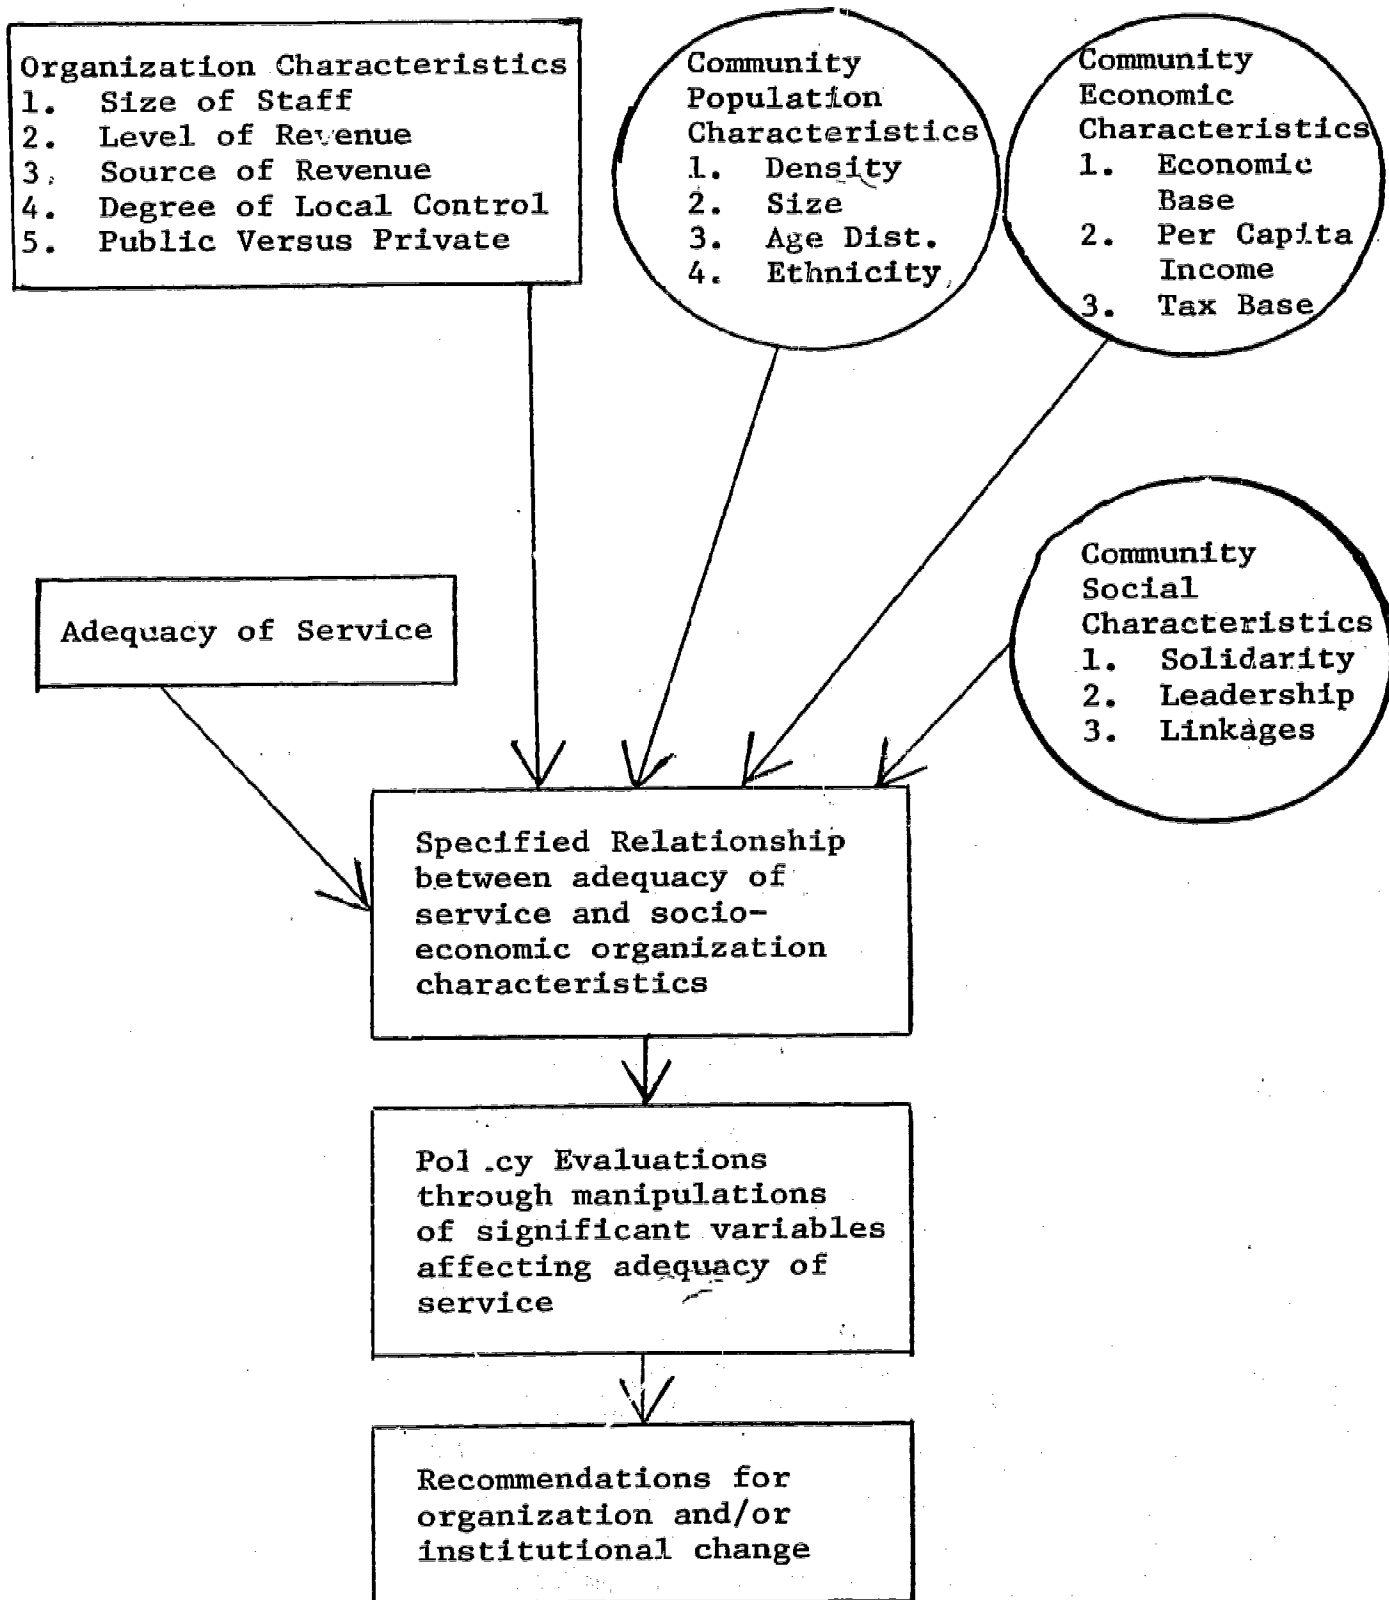 Organization Characteristics
1. Size of Staff
2. Level of Revenue
3. Source of Revenue
4. Degree of Local Control
5. Public Versus Private
Community
Population
Characteristics
1. Density
2. Size
3. Age Dist.
4. Ethnicity
Community
Economic
Characteristics
1. Economic
Base
2. Per Capita
Income
3. Tax Base
Community
Social
Characteristics
1. Solidarity
2. Leadership
3. Linkages
Adequacy of Service
Specified Relationship
between adequacy of
service and socio-
economic organization
characteristics
Policy Evaluations
through manipulations
of significant variables
affecting adequacy of
service
Recommendations for
organization and/or
institutional change